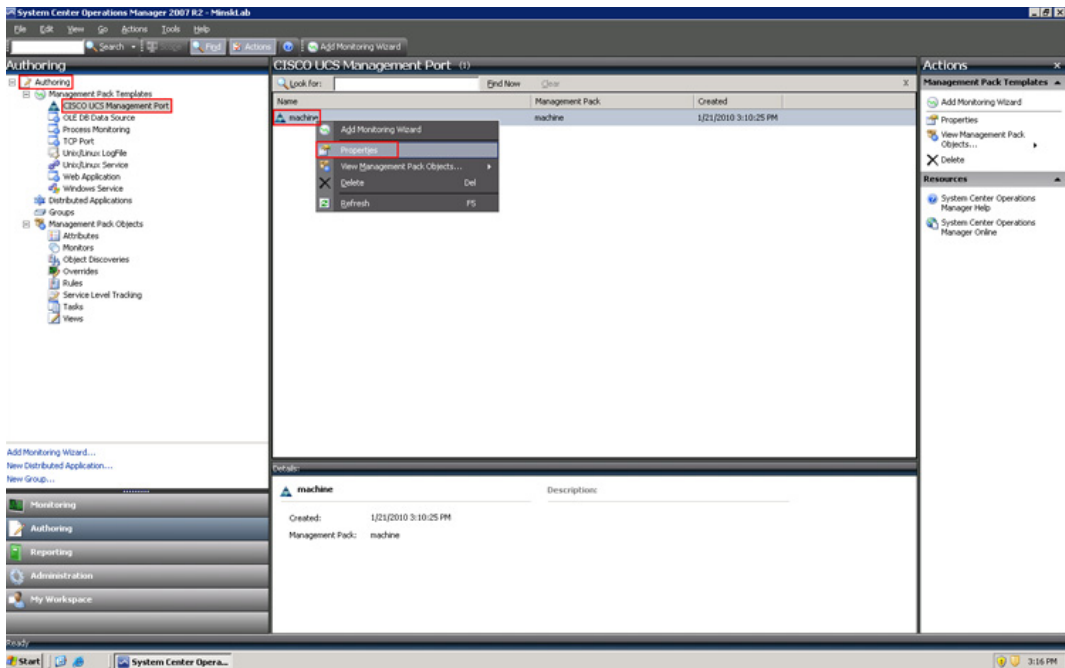 System Center Operations Manager 2007 R2 - MinskLab
File Edit View Go Actions Tools Help
Search Scope Find Actions Add Monitoring Wizard
Authoring
Authoring
Management Pack Templates
CISCO UCS Management Port
OLE DB Data Source
Process Monitoring
TCP Port
Unix/Linux LogFile
Unix/Linux Service
Web Application
Windows Service
Distributed Applications
Groups
Management Pack Objects
Attributes
Monitors
Object Discoveries
Overrides
Rules
Service Level Tracking
Tasks
Views
Add Monitoring Wizard...
New Distributed Application...
New Group...
Monitoring
Authoring
Reporting
Administration
My Workspace
CISCO UCS Management Port (1)
Look for: Find Now Clear X
Name Management Pack Created
machine machine 1/21/2010 3:10:25 PM
Add Monitoring Wizard
Properties
View Management Pack Objects...
Delete Del
Refresh F5
Details:
machine Description:
Created: 1/21/2010 3:10:25 PM
Management Pack: machine
Actions x
Management Pack Templates
Add Monitoring Wizard
Properties
View Management Pack
Objects...
Delete
Resources
System Center Operations
Manager Help
System Center Operations
Manager Online
Ready
Start System Center Opera... 3:16 PM